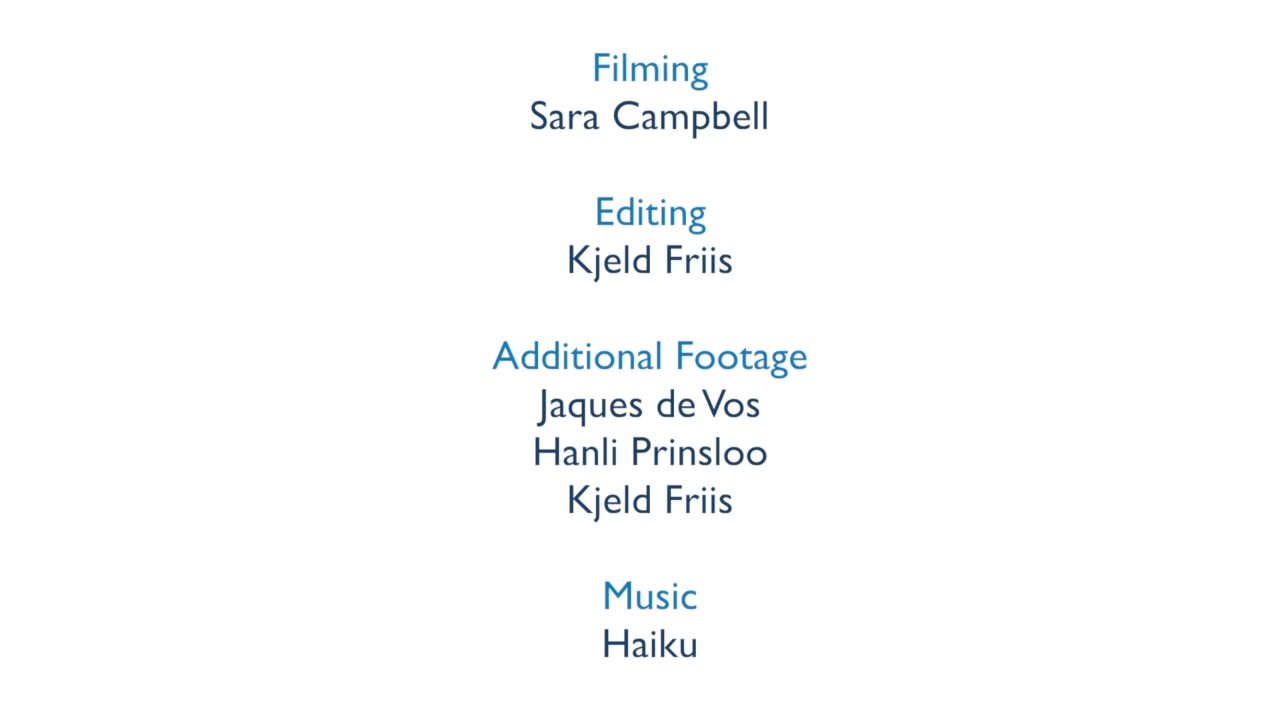 Filming
Sara Campbell
Editing
Kjeld Friis
Additional Footage
Jaques de Vos
Hanli Prinsloo
Kjeld Friis
Music
Haiku